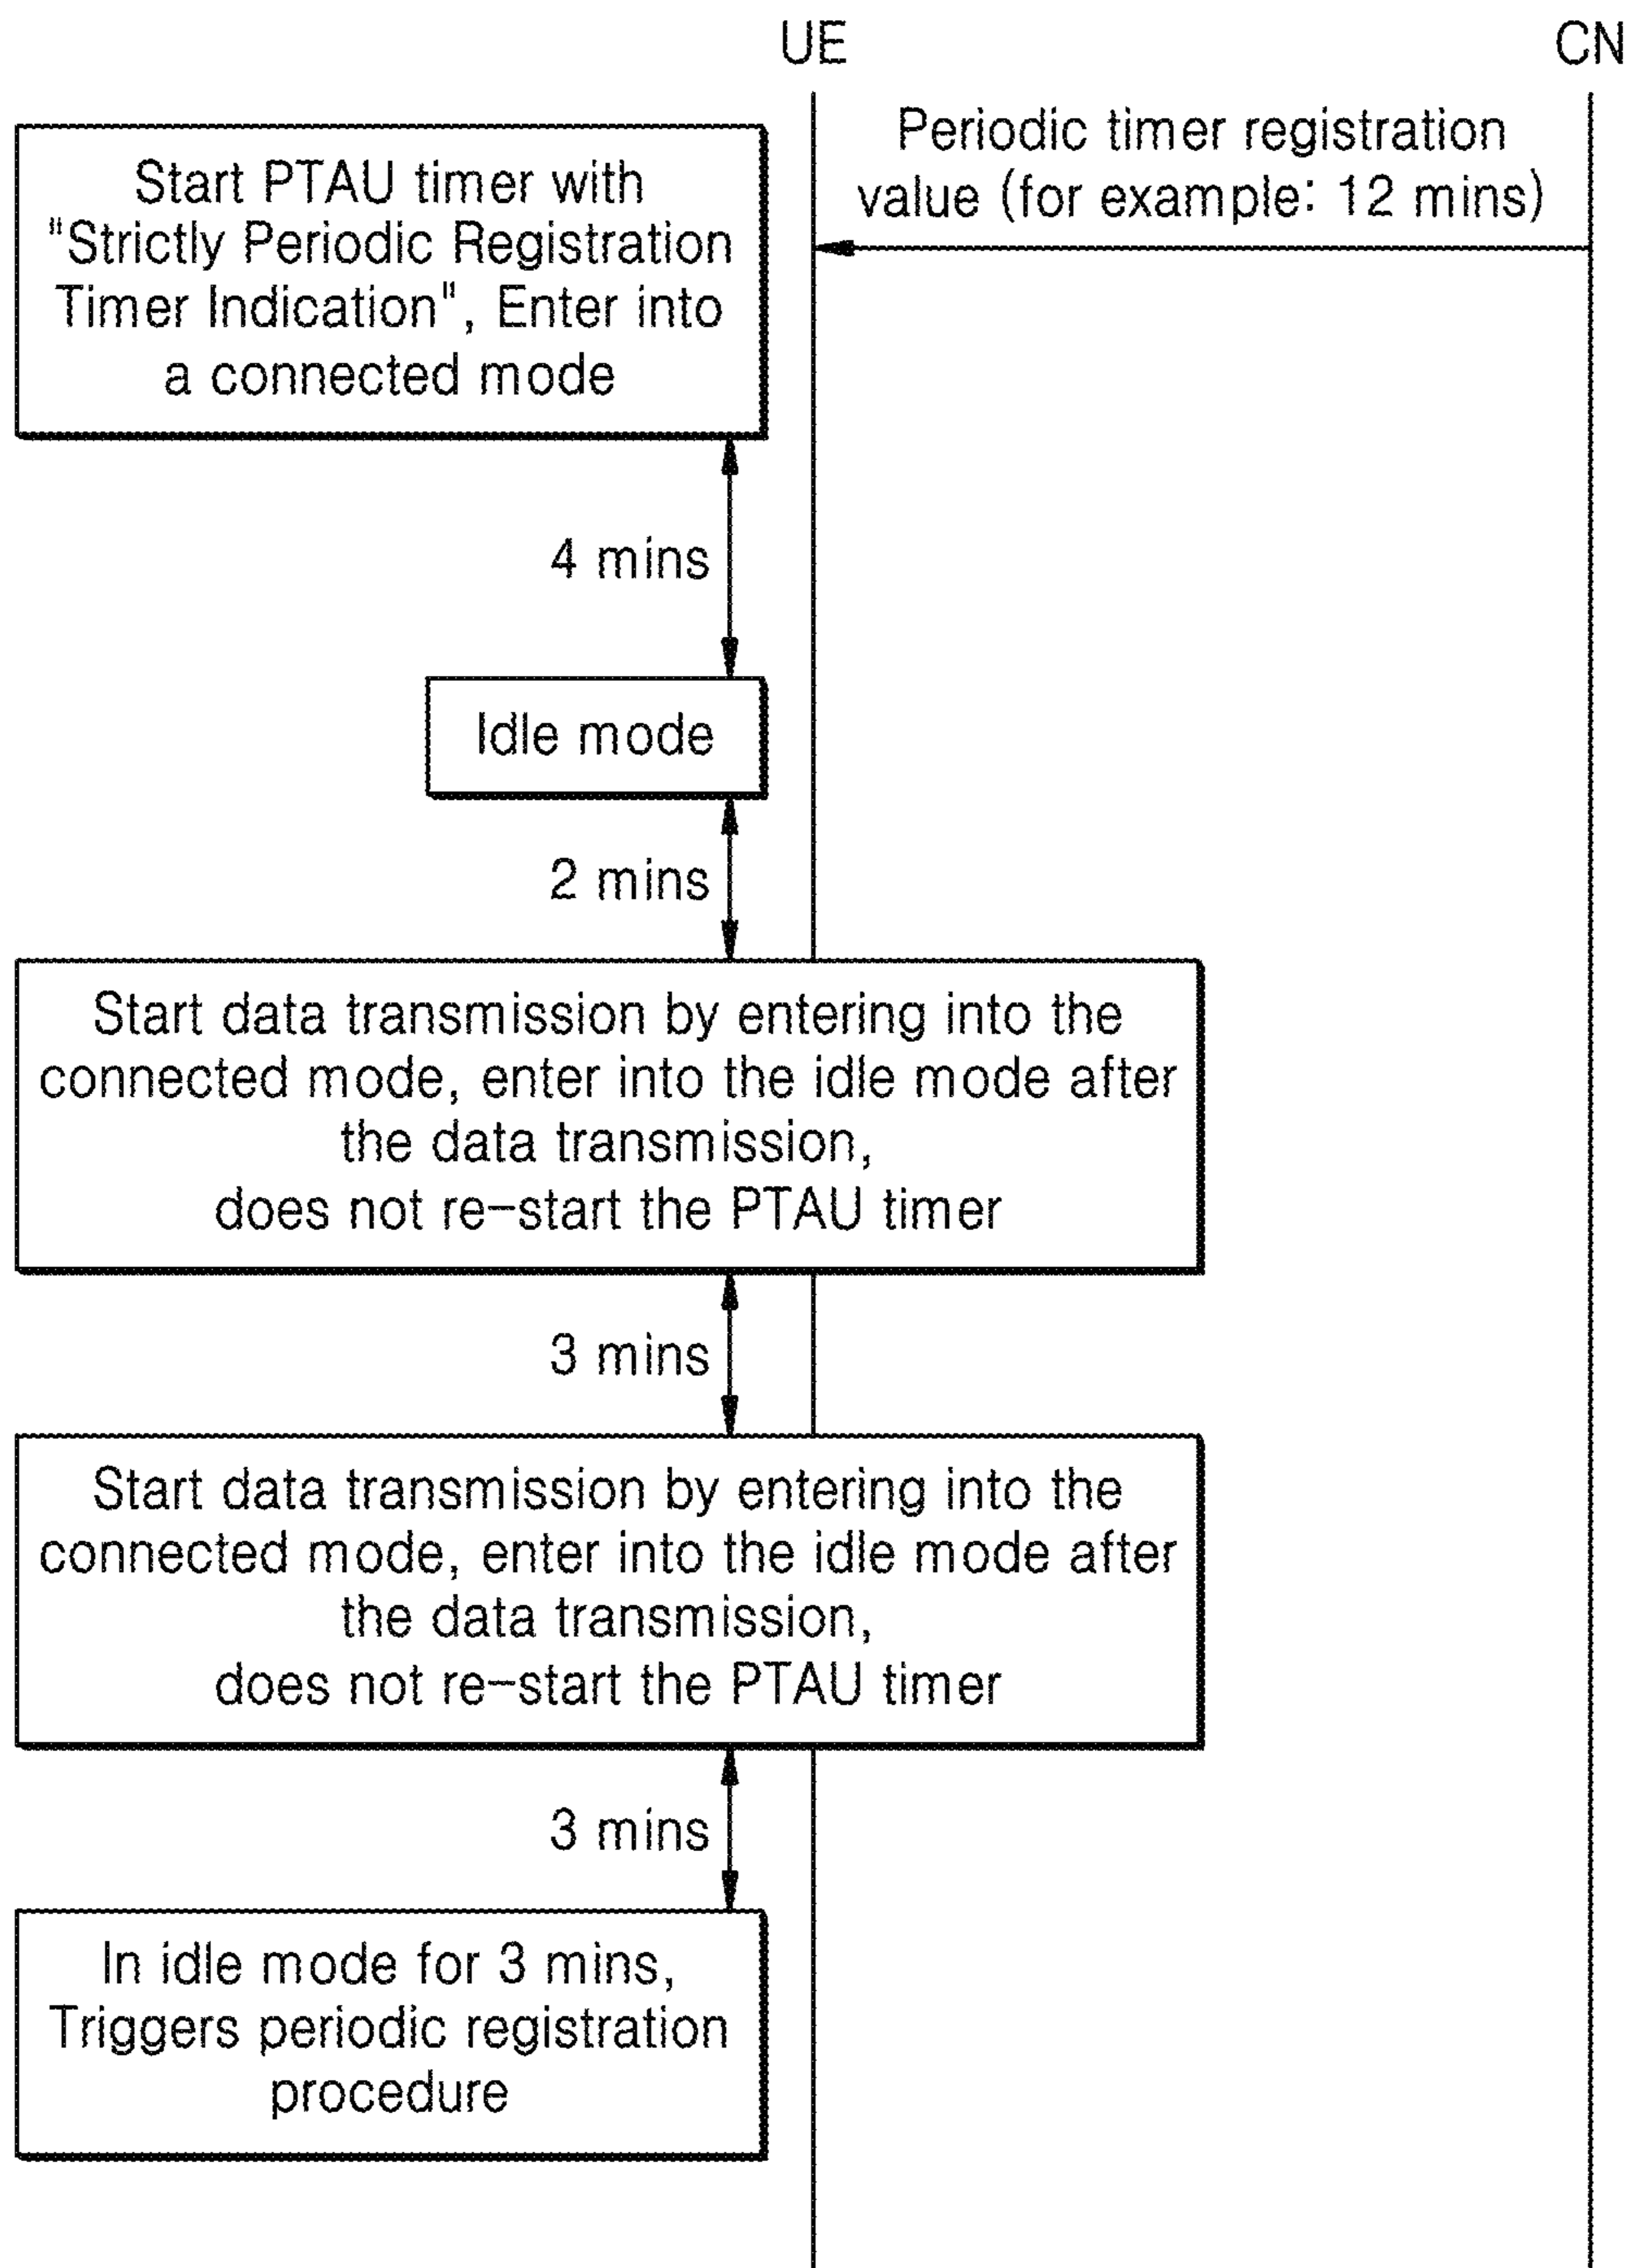 UE
CN
Periodic timer registration
value (for example: 12 mins)
Start PTAU timer with
"Strictly Periodic Registration
Timer Indication", Enter into
a connected mode
4 mins
Idle mode
2 mins
Start data transmission by entering into the
connected mode, enter into the idle mode after
the data transmission,
does not re-start the PTAU timer
3 mins
Start data transmission by entering into the
connected mode, enter into the idle mode after
the data transmission,
does not re-start the PTAU timer
3 mins
In idle mode for 3 mins,
Triggers periodic registration
procedure